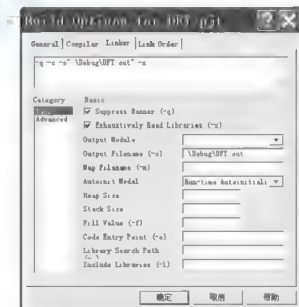 Build Options for DFT.pjt
General Compiler Linker Link Order
-q -c -o".\Debug\DFT out" -x
Category
Basic
Advanced
Suppress Banner (-q)
Exhaustively Read Libraries (-x)
Output Module
Output Filename (-o) .\Debug\DFT out
Map Filename (-m)
Autoinit Model Run-time Autoinitiali
Heap Size
Stack Size
Fill Value (-f)
Code Entry Point (-e)
Library Search Path
Include Libraries (-l)
确定 取消 帮助